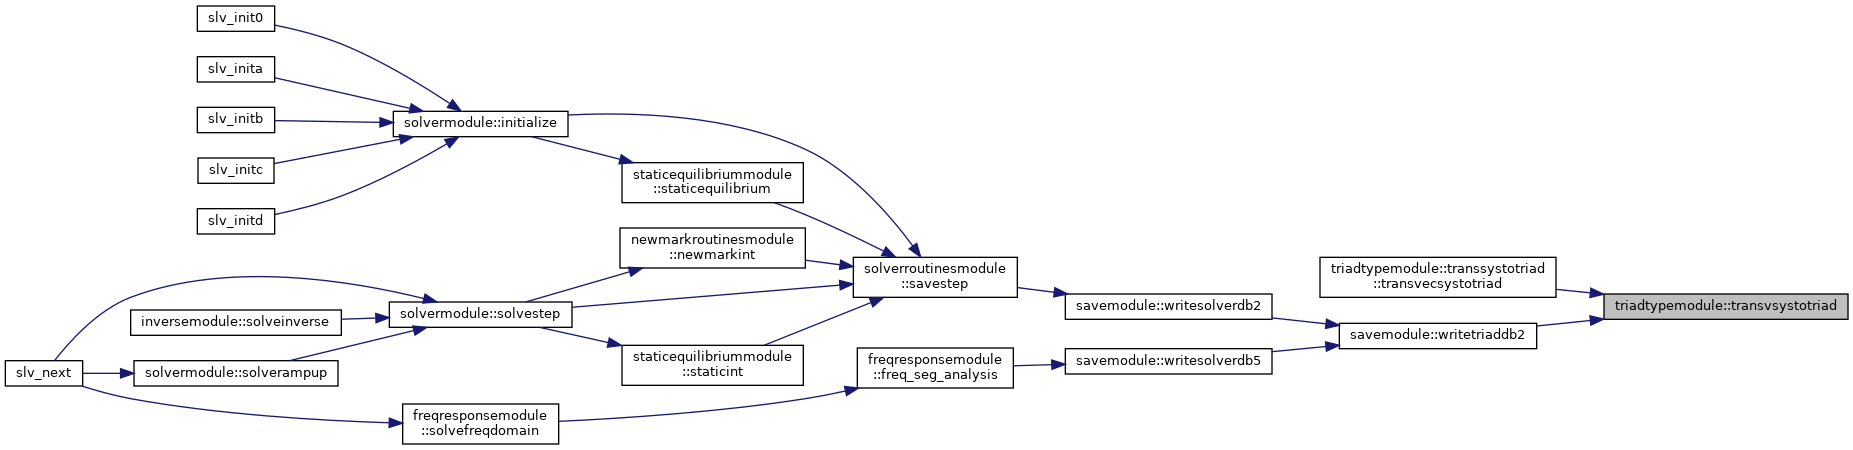 slv_init0
slv_inita
slv_initb
slv_initc
slv_initd
solvermodule::initialize
staticequilibriummodule
::staticequilibrium
newmarkroutinesmodule
::newmarkint
solverroutinesmodule
::savestep
solvermodule::solvestep
inversemodule::solveinverse
slv_next
solvermodule::solverampup
staticequilibriummodule
::staticint
freqresponsemodule
::solvefreqdomain
freqresponsemodule
::freq_seg_analysis
savemodule::writesolverdb2
savemodule::writesolverdb5
triadtypemodule::transsystotriad
::transvecsystotriad
savemodule::writetriaddb2
triadtypemodule::transvsystotriad